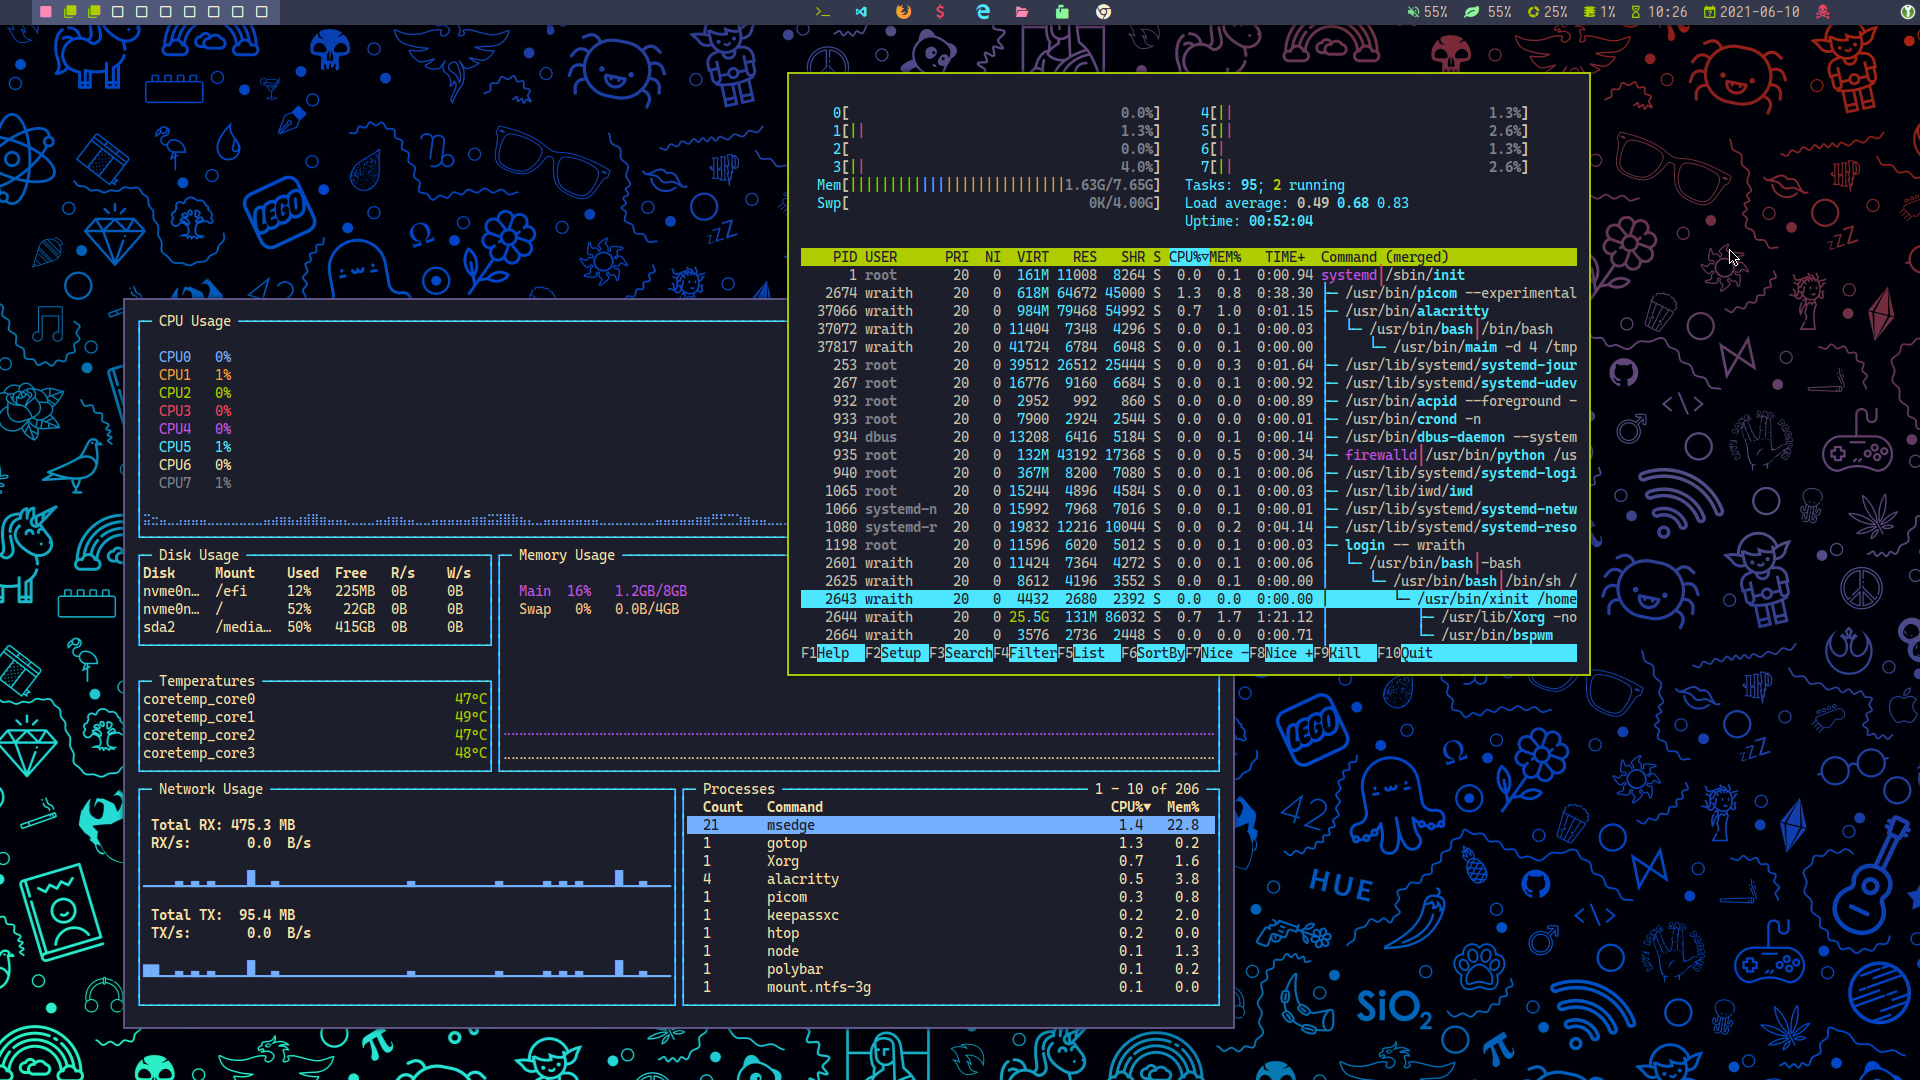 55% 55% 25% 1% 10:26 2021-06-10
0[ 0.0%] 4[|| 1.3%]
1[|| 1.3%] 5[|| 2.6%]
2[ 0.0%] 6[| 1.3%]
3[|| 4.0%] 7[|| 2.6%]
Mem[|||||||||||||||||||||||||||1.63G/7.65G] Tasks: 95; 2 running
Swp[ 0K/4.00G] Load average: 0.49 0.68 0.83
Uptime: 00:52:04
PID USER PRI NI VIRT RES SHR S CPU%▽MEM% TIME+ Command (merged)
1 root 20 0 161M 11008 8264 S 0.0 0.1 0:00.94 systemd|/sbin/init
2674 wraith 20 0 618M 64672 45000 S 1.3 0.8 0:38.30 ├─ /usr/bin/picom --experimental
37066 wraith 20 0 984M 79468 54992 S 0.7 1.0 0:01.15 ├─ /usr/bin/alacritty
37072 wraith 20 0 11404 7348 4296 S 0.0 0.1 0:00.03 │ └─ /usr/bin/bash|/bin/bash
37817 wraith 20 0 41724 6784 6048 S 0.0 0.1 0:00.00 │ └─ /usr/bin/maim -d 4 /tmp
253 root 20 0 39512 26512 25444 S 0.0 0.3 0:01.64 ├─ /usr/lib/systemd/systemd-jour
267 root 20 0 16776 9160 6684 S 0.0 0.1 0:00.92 ├─ /usr/lib/systemd/systemd-udev
932 root 20 0 2952 992 860 S 0.0 0.0 0:00.89 ├─ /usr/bin/acpid --foreground -
933 root 20 0 7900 2924 2544 S 0.0 0.0 0:00.01 ├─ /usr/bin/crond -n
934 dbus 20 0 13208 6416 5184 S 0.0 0.1 0:00.14 ├─ /usr/bin/dbus-daemon --system
935 root 20 0 132M 43192 17368 S 0.0 0.5 0:00.34 ├─ firewalld|/usr/bin/python /us
940 root 20 0 367M 8200 7080 S 0.0 0.1 0:00.06 ├─ /usr/lib/systemd/systemd-logi
1065 root 20 0 15244 4896 4584 S 0.0 0.1 0:00.03 ├─ /usr/lib/iwd/iwd
1066 systemd-n 20 0 15992 7968 7016 S 0.0 0.1 0:00.01 ├─ /usr/lib/systemd/systemd-netw
1080 systemd-r 20 0 19832 12216 10044 S 0.0 0.2 0:04.14 ├─ /usr/lib/systemd/systemd-reso
1198 root 20 0 11596 6020 5012 S 0.0 0.1 0:00.03 ├─ login -- wraith
2601 wraith 20 0 11424 7364 4272 S 0.0 0.1 0:00.06 │ └─ /usr/bin/bash|-bash
2625 wraith 20 0 8612 4196 3552 S 0.0 0.1 0:00.00 │ └─ /usr/bin/bash|/bin/sh /
2643 wraith 20 0 4432 2680 2392 S 0.0 0.0 0:00.00 │ └─ /usr/bin/xinit /home
2644 wraith 20 0 25.5G 131M 86032 S 0.7 1.7 1:21.12 │ ├─ /usr/lib/Xorg -no
2664 wraith 20 0 3576 2736 2448 S 0.0 0.0 0:00.71 │ └─ /usr/bin/bspwm
F1Help F2Setup F3SearchF4FilterF5List F6SortByF7Nice -F8Nice +F9Kill F10Quit
CPU Usage
CPU0 0%
CPU1 1%
CPU2 0%
CPU3 0%
CPU4 0%
CPU5 1%
CPU6 0%
CPU7 1%
Disk Usage
Disk Mount Used Free R/s W/s
nvme0n… /efi 12% 225MB 0B 0B
nvme0n… / 52% 22GB 0B 0B
sda2 /media… 50% 415GB 0B 0B
Memory Usage
Main 16% 1.2GB/8GB
Swap 0% 0.0B/4GB
Temperatures
coretemp_core0 47°C
coretemp_core1 49°C
coretemp_core2 47°C
coretemp_core3 48°C
Network Usage
Total RX: 475.3 MB
RX/s: 0.0 B/s
Total TX: 95.4 MB
TX/s: 0.0 B/s
Processes 1 - 10 of 206
Count Command CPU%▼ Mem%
21 msedge 1.4 22.8
1 gotop 1.3 0.2
1 Xorg 0.7 1.6
4 alacritty 0.5 3.8
1 picom 0.3 0.8
1 keepassxc 0.2 2.0
1 htop 0.2 0.0
1 node 0.1 1.3
1 polybar 0.1 0.2
1 mount.ntfs-3g 0.1 0.0
LEGO
Ω
zZZ
zZZ
</>
LEGO
Ω
42
zZZ
HUE
</>
SiO2
π
π